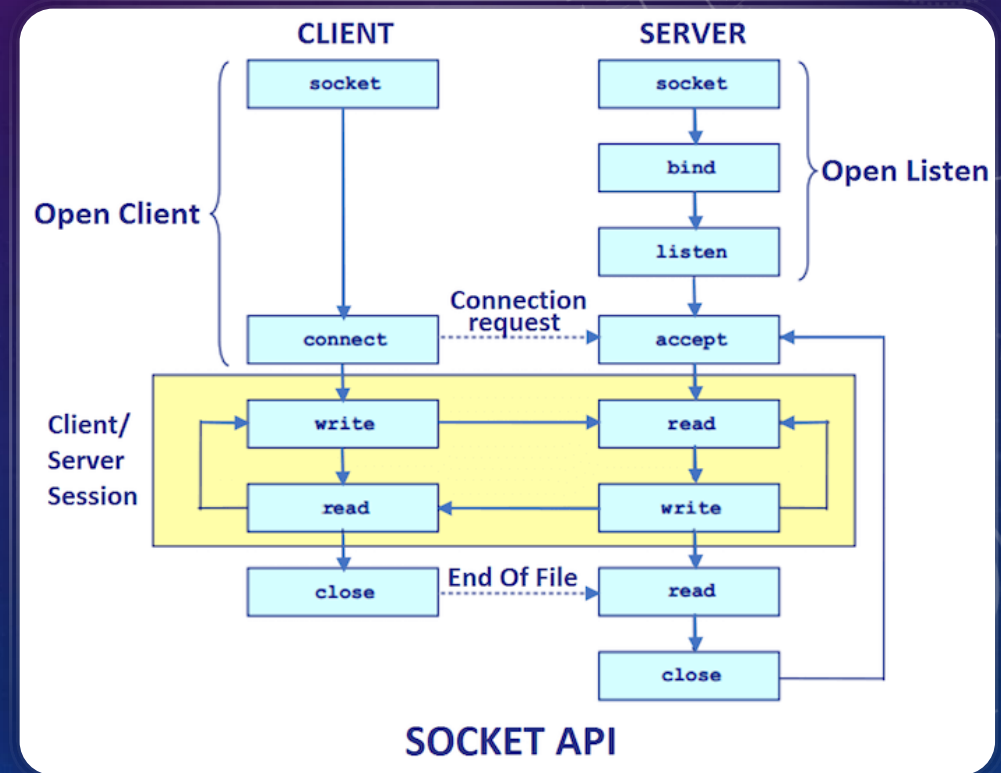 CLIENT
SERVER
socket
socket
bind
Open Listen
Open Client
listen
Connection
request
connect
accept
Client/
Server
Session
write
read
read
write
close
End Of File
read
close
SOCKET API